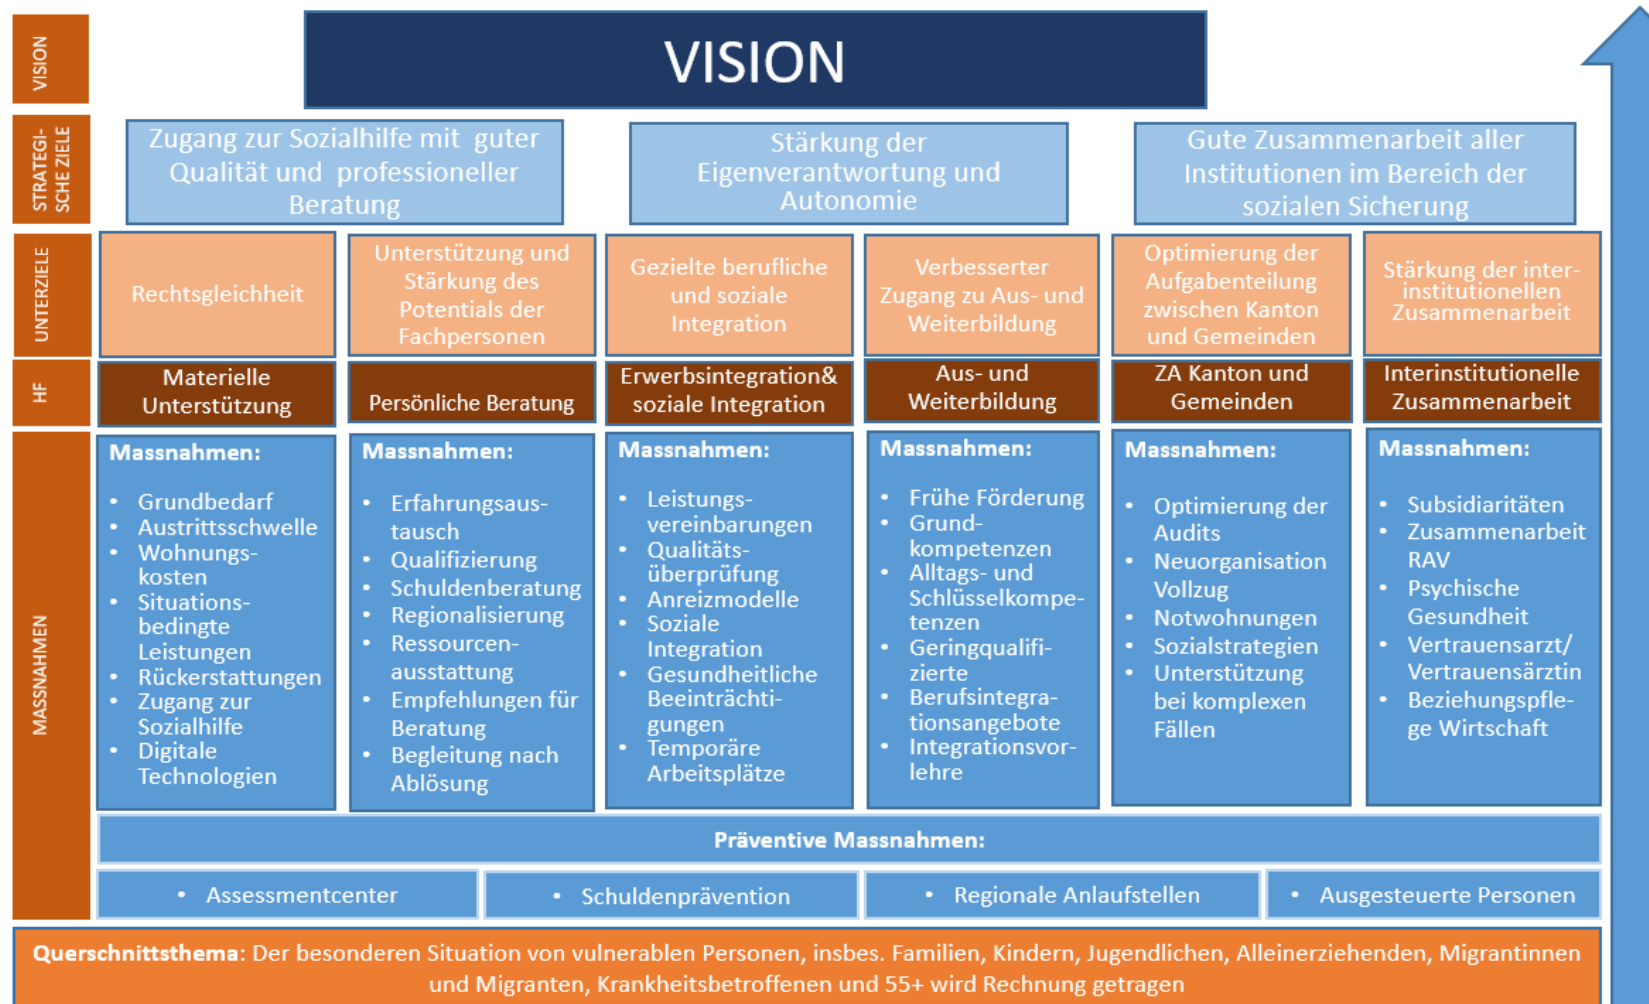 VISION
VISION
STRATEGI-
SCHE ZIELE
Zugang zur Sozialhilfe mit guter
Qualität und professioneller
Beratung
Stärkung der
Eigenverantwortung und
Autonomie
Gute Zusammenarbeit aller
Institutionen im Bereich der
sozialen Sicherung
UNTERZIELE
Rechtsgleichheit
Unterstützung und
Stärkung des
Potentials der
Fachpersonen
Gezielte berufliche
und soziale
Integration
Verbesserter
Zugang zu Aus- und
Weiterbildung
Optimierung der
Aufgabenteilung
zwischen Kanton
und Gemeinden
Stärkung der inter-
institutionellen
Zusammenarbeit
HF
Materielle
Unterstützung
Persönliche Beratung
Erwerbsintegration&
soziale Integration
Aus- und
Weiterbildung
ZA Kanton und
Gemeinden
Interinstitutionelle
Zusammenarbeit
MASSNAHMEN
Massnahmen:
• Grundbedarf
• Austrittsschwelle
• Wohnungs-
kosten
• Situations-
bedingte
Leistungen
• Rückerstattungen
• Zugang zur
Sozialhilfe
• Digitale
Technologien
Massnahmen:
• Erfahrungsaus-
tausch
• Qualifizierung
• Schuldenberatung
• Regionalisierung
• Ressourcen-
ausstattung
• Empfehlungen für
Beratung
• Begleitung nach
Ablösung
Massnahmen:
• Leistungs-
vereinbarungen
• Qualitäts-
überprüfung
• Anreizmodelle
• Soziale
Integration
• Gesundheitliche
Beeinträchti-
gungen
• Temporäre
Arbeitsplätze
Massnahmen:
• Frühe Förderung
• Grund-
kompetenzen
• Alltags- und
Schlüsselkompe-
tenzen
• Geringqualifi-
zierte
• Berufsintegra-
tionsangebote
• Integrationsvor-
lehre
Massnahmen:
• Optimierung der
Audits
• Neuorganisation
Vollzug
• Notwohnungen
• Sozialstrategien
• Unterstützung
bei komplexen
Fällen
Massnahmen:
• Subsidiaritäten
• Zusammenarbeit
RAV
• Psychische
Gesundheit
• Vertrauensarzt/
Vertrauensärztin
• Beziehungspfle-
ge Wirtschaft
Präventive Massnahmen:
• Assessmentcenter
• Schuldenprävention
• Regionale Anlaufstellen
• Ausgesteuerte Personen
Querschnittsthema: Der besonderen Situation von vulnerablen Personen, insbes. Familien, Kindern, Jugendlichen, Alleinerziehenden, Migrantinnen
und Migranten, Krankheitsbetroffenen und 55+ wird Rechnung getragen